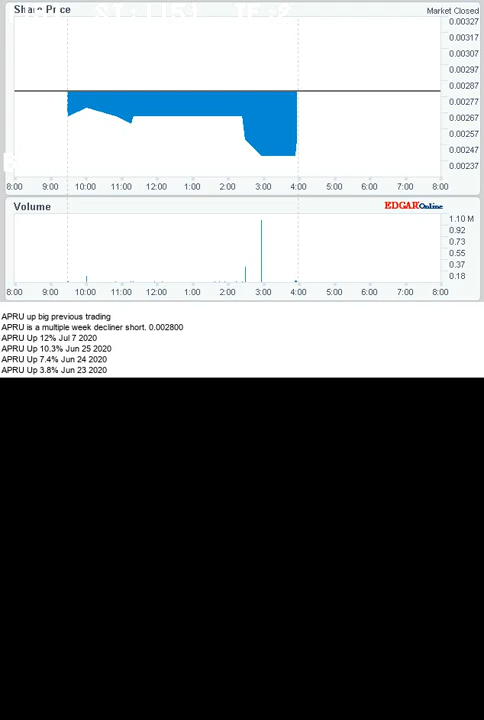 Share Price
Market Closed
0.00327
0.00317
0.00307
0.00297
0.00287
0.00277
0.00267
0.00257
0.00247
0.00237
8:00 9:00 10:00 11:00 12:00 1:00 2:00 3:00 4:00 5:00 6:00 7:00 8:00
Volume
EDGAROnline
1.10 M
0.92
0.73
0.55
0.37
0.18
8:00 9:00 10:00 11:00 12:00 1:00 2:00 3:00 4:00 5:00 6:00 7:00 8:00
APRU up big previous trading
APRU is a multiple week decliner short. 0.002800
APRU Up 12% Jul 7 2020
APRU Up 10.3% Jun 25 2020
APRU Up 7.4% Jun 24 2020
APRU Up 3.8% Jun 23 2020